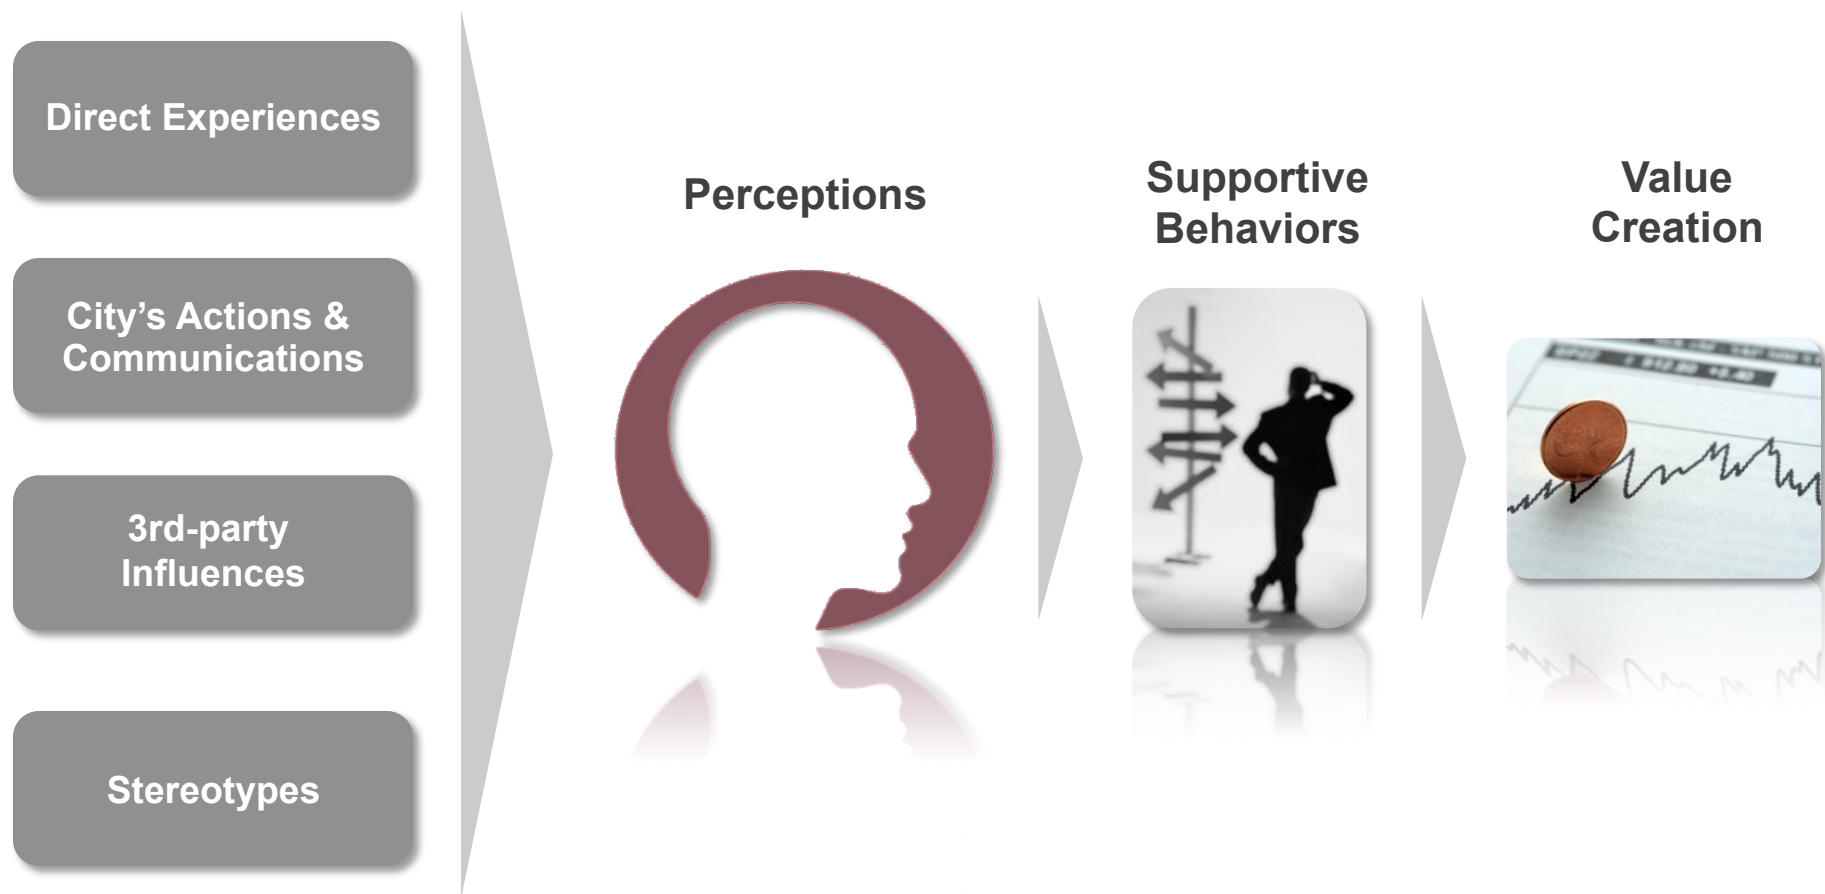 Direct Experiences
City’s Actions &
Communications
3rd-party
Influences
Stereotypes
Perceptions
Supportive
Behaviors
Value
Creation